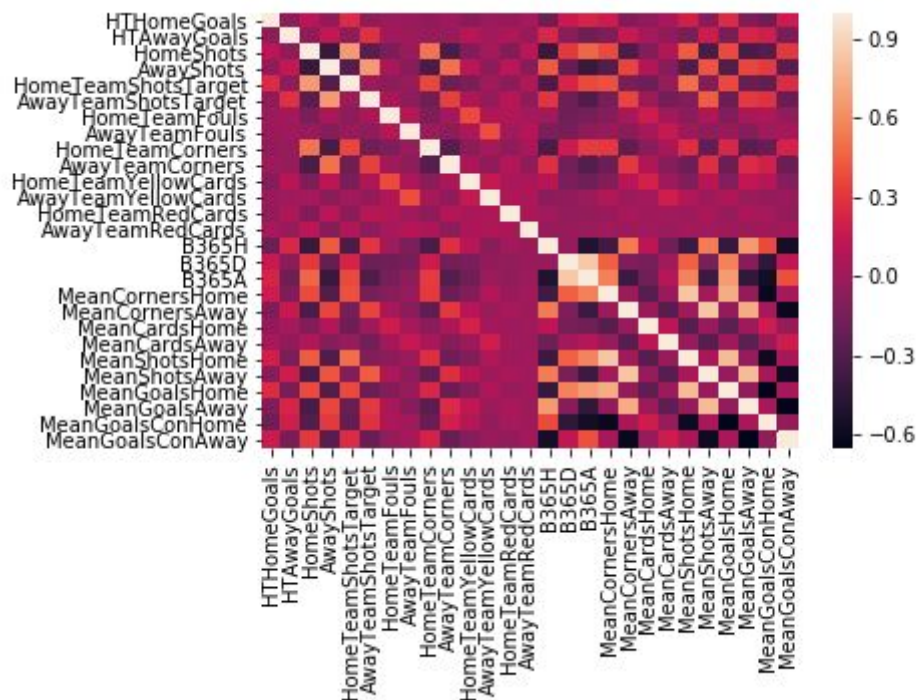 HTHomeGoals
HTAwayGoals
HomeShots
AwayShots
HomeTeamShotsTarget
AwayTeamShotsTarget
HomeTeamFouls
AwayTeamFouls
HomeTeamCorners
AwayTeamCorners
HomeTeamYellowCards
AwayTeamYellowCards
HomeTeamRedCards
AwayTeamRedCards
B365H
B365D
B365A
MeanCornersHome
MeanCornersAway
MeanCardsHome
MeanCardsAway
MeanShotsHome
MeanShotsAway
MeanGoalsHome
MeanGoalsAway
MeanGoalsConHome
MeanGoalsConAway
0.9
0.6
0.3
0.0
−0.3
−0.6
HTHomeGoals
HTAwayGoals
HomeShots
AwayShots
HomeTeamShotsTarget
AwayTeamShotsTarget
HomeTeamFouls
AwayTeamFouls
HomeTeamCorners
AwayTeamCorners
HomeTeamYellowCards
AwayTeamYellowCards
HomeTeamRedCards
AwayTeamRedCards
B365H
B365D
B365A
MeanCornersHome
MeanCornersAway
MeanCardsHome
MeanCardsAway
MeanShotsHome
MeanShotsAway
MeanGoalsHome
MeanGoalsAway
MeanGoalsConHome
MeanGoalsConAway